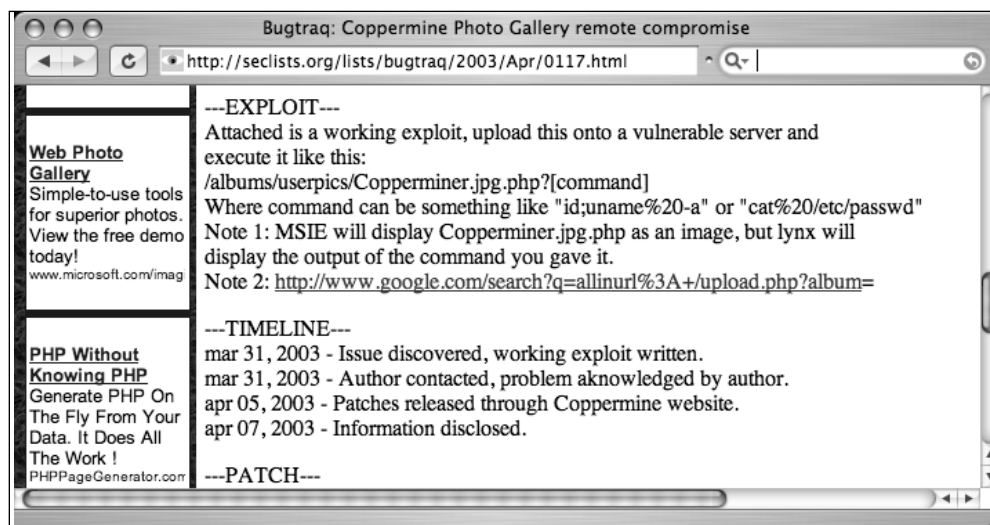 Bugtraq: Coppermine Photo Gallery remote compromise
http://seclists.org/lists/bugtraq/2003/Apr/0117.html
Web Photo
Gallery
Simple-to-use tools
for superior photos.
View the free demo
today!
www.microsoft.com/imag
PHP Without
Knowing PHP
Generate PHP On
The Fly From Your
Data. It Does All
The Work !
PHPPageGenerator.com
---EXPLOIT---
Attached is a working exploit, upload this onto a vulnerable server and
execute it like this:
/albums/userpics/Copperminer.jpg.php?[command]
Where command can be something like "id;uname%20-a" or "cat%20/etc/passwd"
Note 1: MSIE will display Copperminer.jpg.php as an image, but lynx will
display the output of the command you gave it.
Note 2: http://www.google.com/search?q=allinurl%3A+/upload.php?album=
---TIMELINE---
mar 31, 2003 - Issue discovered, working exploit written.
mar 31, 2003 - Author contacted, problem aknowledged by author.
apr 05, 2003 - Patches released through Coppermine website.
apr 07, 2003 - Information disclosed.
---PATCH---